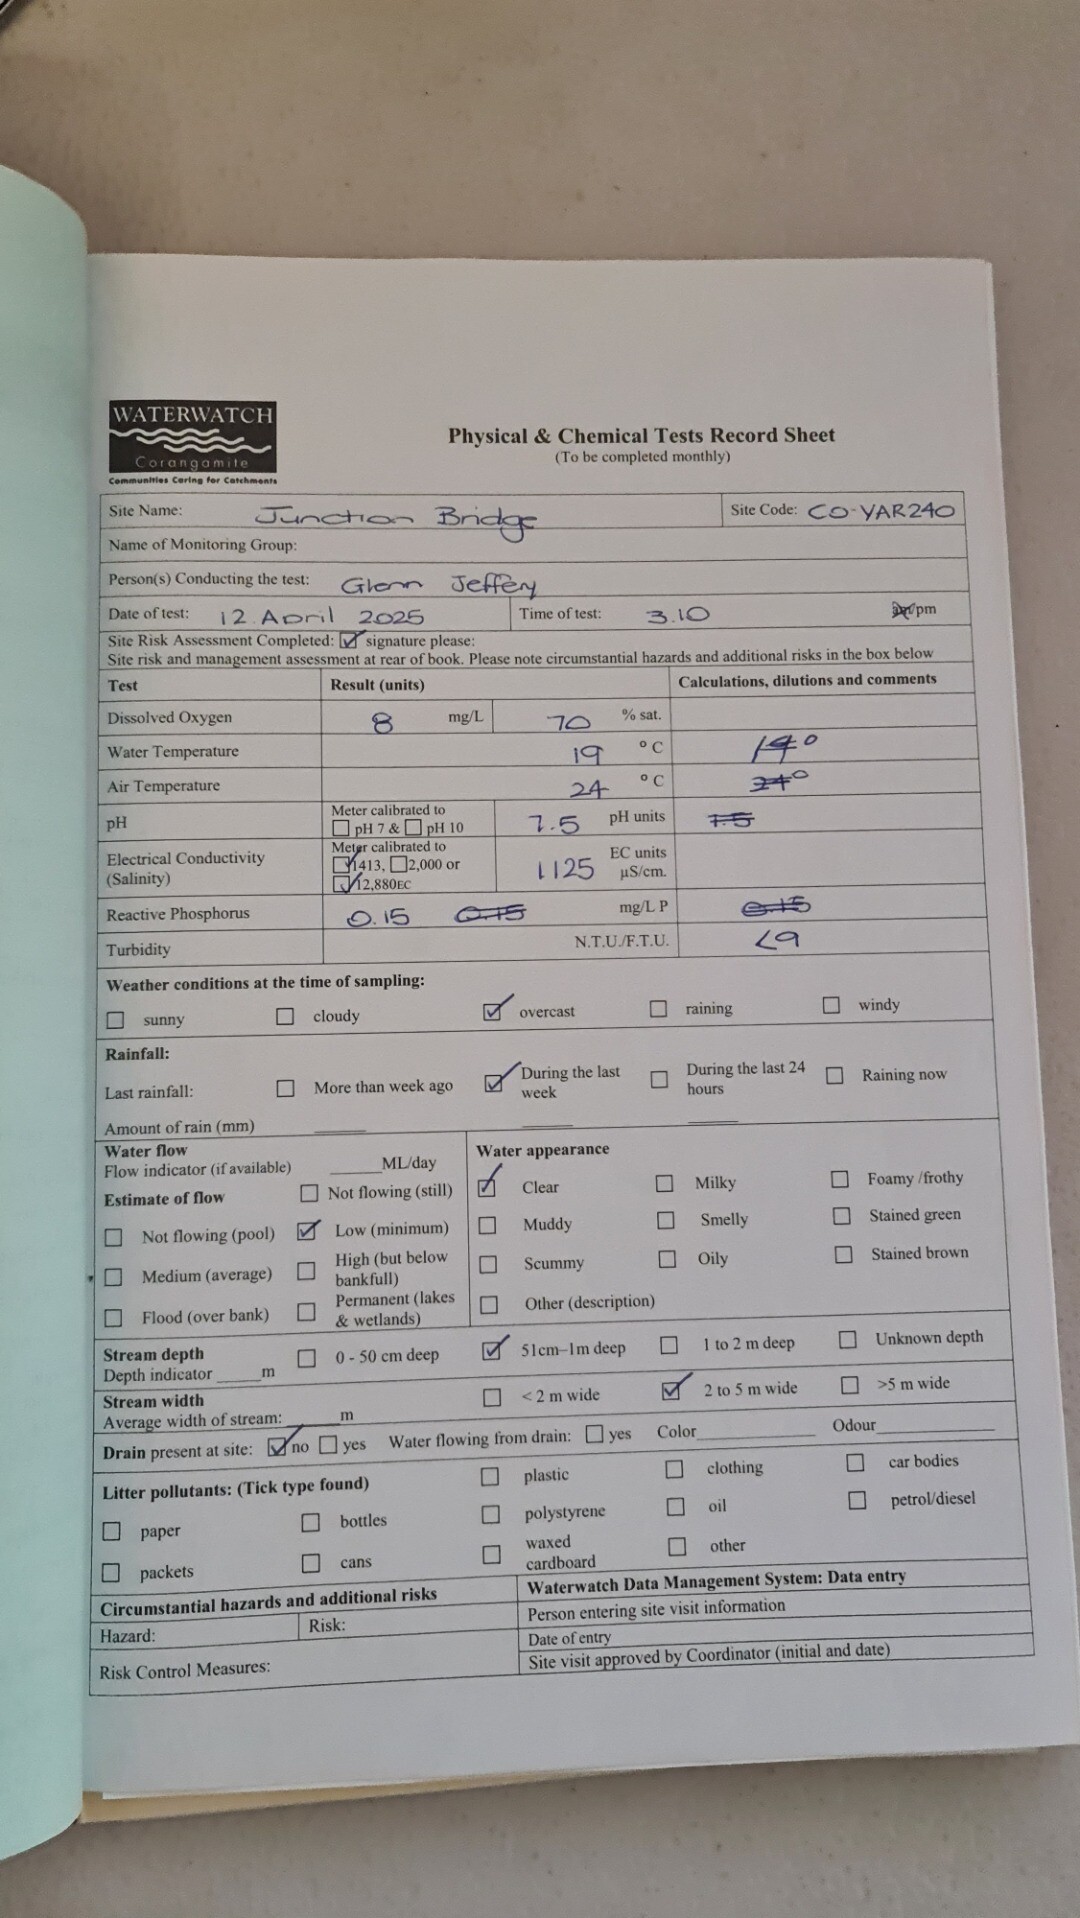 WATERWATCH
Corangamite
Communities Caring for Catchments
Physical & Chemical Tests Record Sheet
(To be completed monthly)
Site Name: Junction Bridge Site Code: CO-YAR240
Name of Monitoring Group:
Person(s) Conducting the test: Glenn Jeffery
Date of test: 12 April 2025 Time of test: 3.10 am/pm
Site Risk Assessment Completed: signature please:
Site risk and management assessment at rear of book. Please note circumstantial hazards and additional risks in the box below
Test Result (units) Calculations, dilutions and comments
Dissolved Oxygen 8 mg/L 70 % sat.
Water Temperature 19 °C 19°
Air Temperature 24 °C 24°
pH Meter calibrated to pH 7 & pH 10 7.5 pH units 7.5
Electrical Conductivity (Salinity) Meter calibrated to 1413, 2,000 or 12,880EC 1125 EC units µS/cm.
Reactive Phosphorus 0.15 0.15 mg/L P 0.15
Turbidity N.T.U./F.T.U. <9
Weather conditions at the time of sampling:
sunny cloudy overcast raining windy
Rainfall:
Last rainfall: More than week ago During the last week During the last 24 hours Raining now
Amount of rain (mm)
Water flow
Flow indicator (if available) ML/day
Estimate of flow Not flowing (still)
Not flowing (pool) Low (minimum)
Medium (average) High (but below bankfull)
Flood (over bank) Permanent (lakes & wetlands)
Water appearance
Clear Milky Foamy /frothy
Muddy Smelly Stained green
Scummy Oily Stained brown
Other (description)
Stream depth 0 - 50 cm deep 51cm–1m deep 1 to 2 m deep Unknown depth
Depth indicator m
Stream width < 2 m wide 2 to 5 m wide >5 m wide
Average width of stream: m
Drain present at site: no yes Water flowing from drain: yes Color Odour
Litter pollutants: (Tick type found) plastic clothing car bodies
paper bottles polystyrene oil petrol/diesel
packets cans waxed cardboard other
Circumstantial hazards and additional risks
Hazard: Risk:
Risk Control Measures:
Waterwatch Data Management System: Data entry
Person entering site visit information
Date of entry
Site visit approved by Coordinator (initial and date)